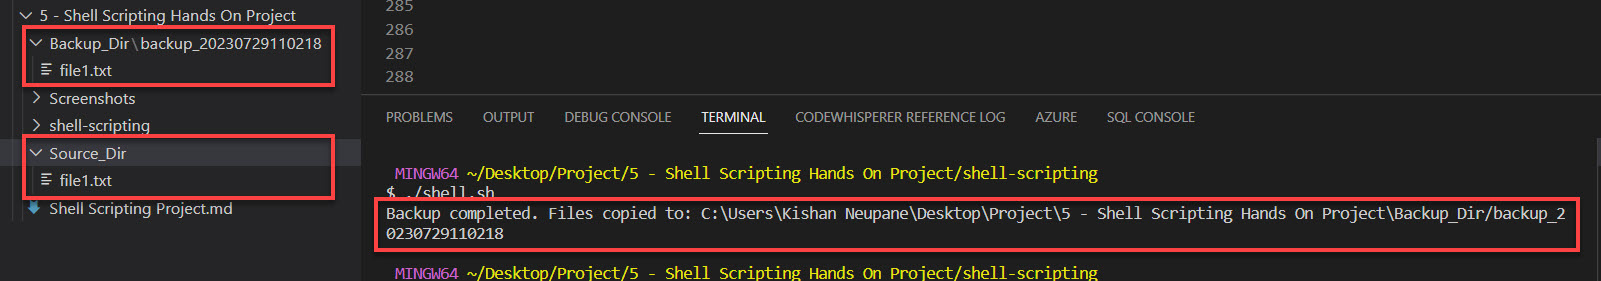 5 - Shell Scripting Hands On Project
Backup_Dir\backup_20230729110218
file1.txt
Screenshots
shell-scripting
Source_Dir
file1.txt
Shell Scripting Project.md
285
286
287
288
PROBLEMS OUTPUT DEBUG CONSOLE TERMINAL CODEWHISPERER REFERENCE LOG AZURE SQL CONSOLE
MINGW64 ~/Desktop/Project/5 - Shell Scripting Hands On Project/shell-scripting
$ ./shell.sh
Backup completed. Files copied to: C:\Users\Kishan Neupane\Desktop\Project\5 - Shell Scripting Hands On Project\Backup_Dir/backup_2
0230729110218
MINGW64 ~/Desktop/Project/5 - Shell Scripting Hands On Project/shell-scripting